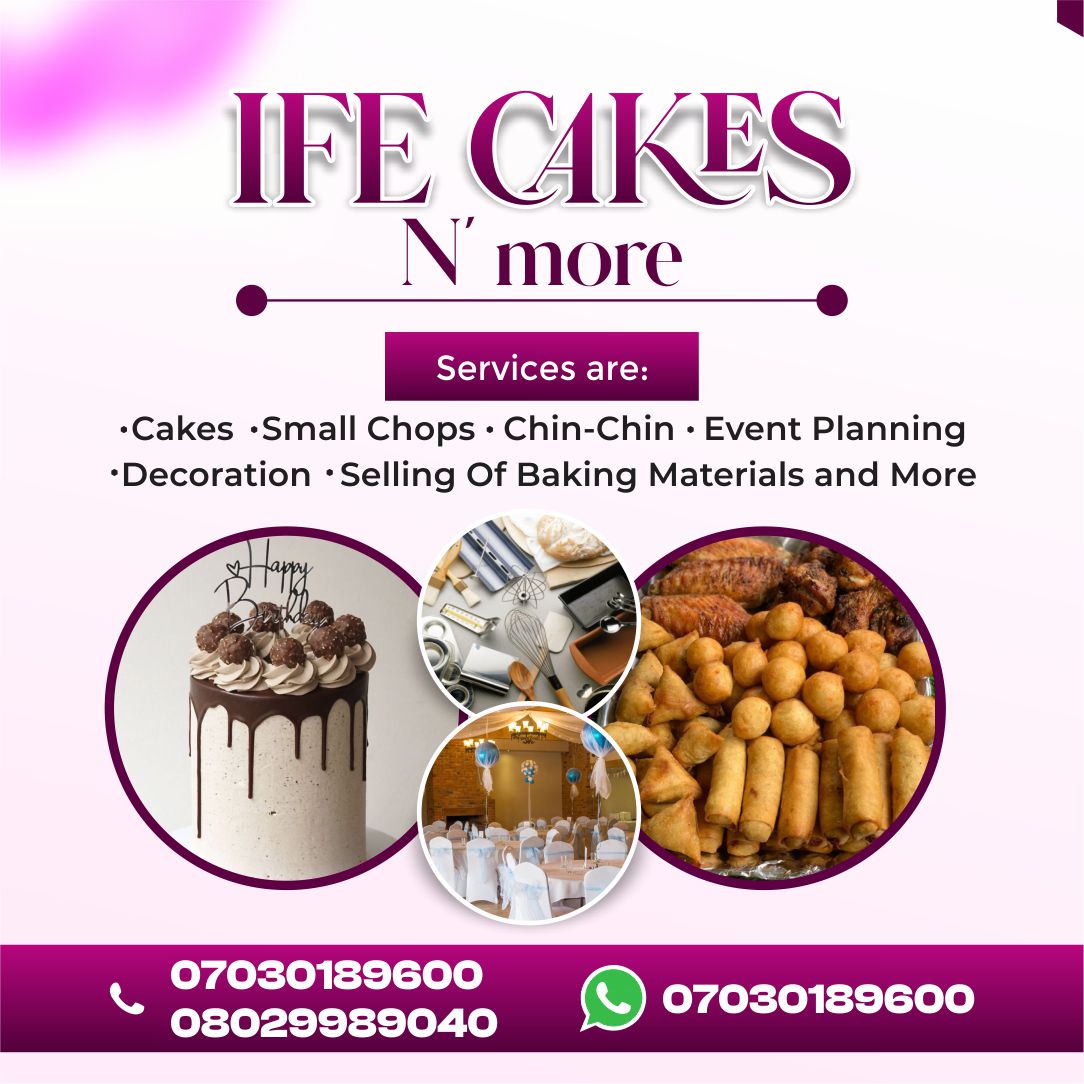 IFE CAKES
N' more
Services are:
•Cakes •Small Chops • Chin-Chin • Event Planning
•Decoration •Selling Of Baking Materials and More
Happy
Birthday
07030189600
08029989040
07030189600